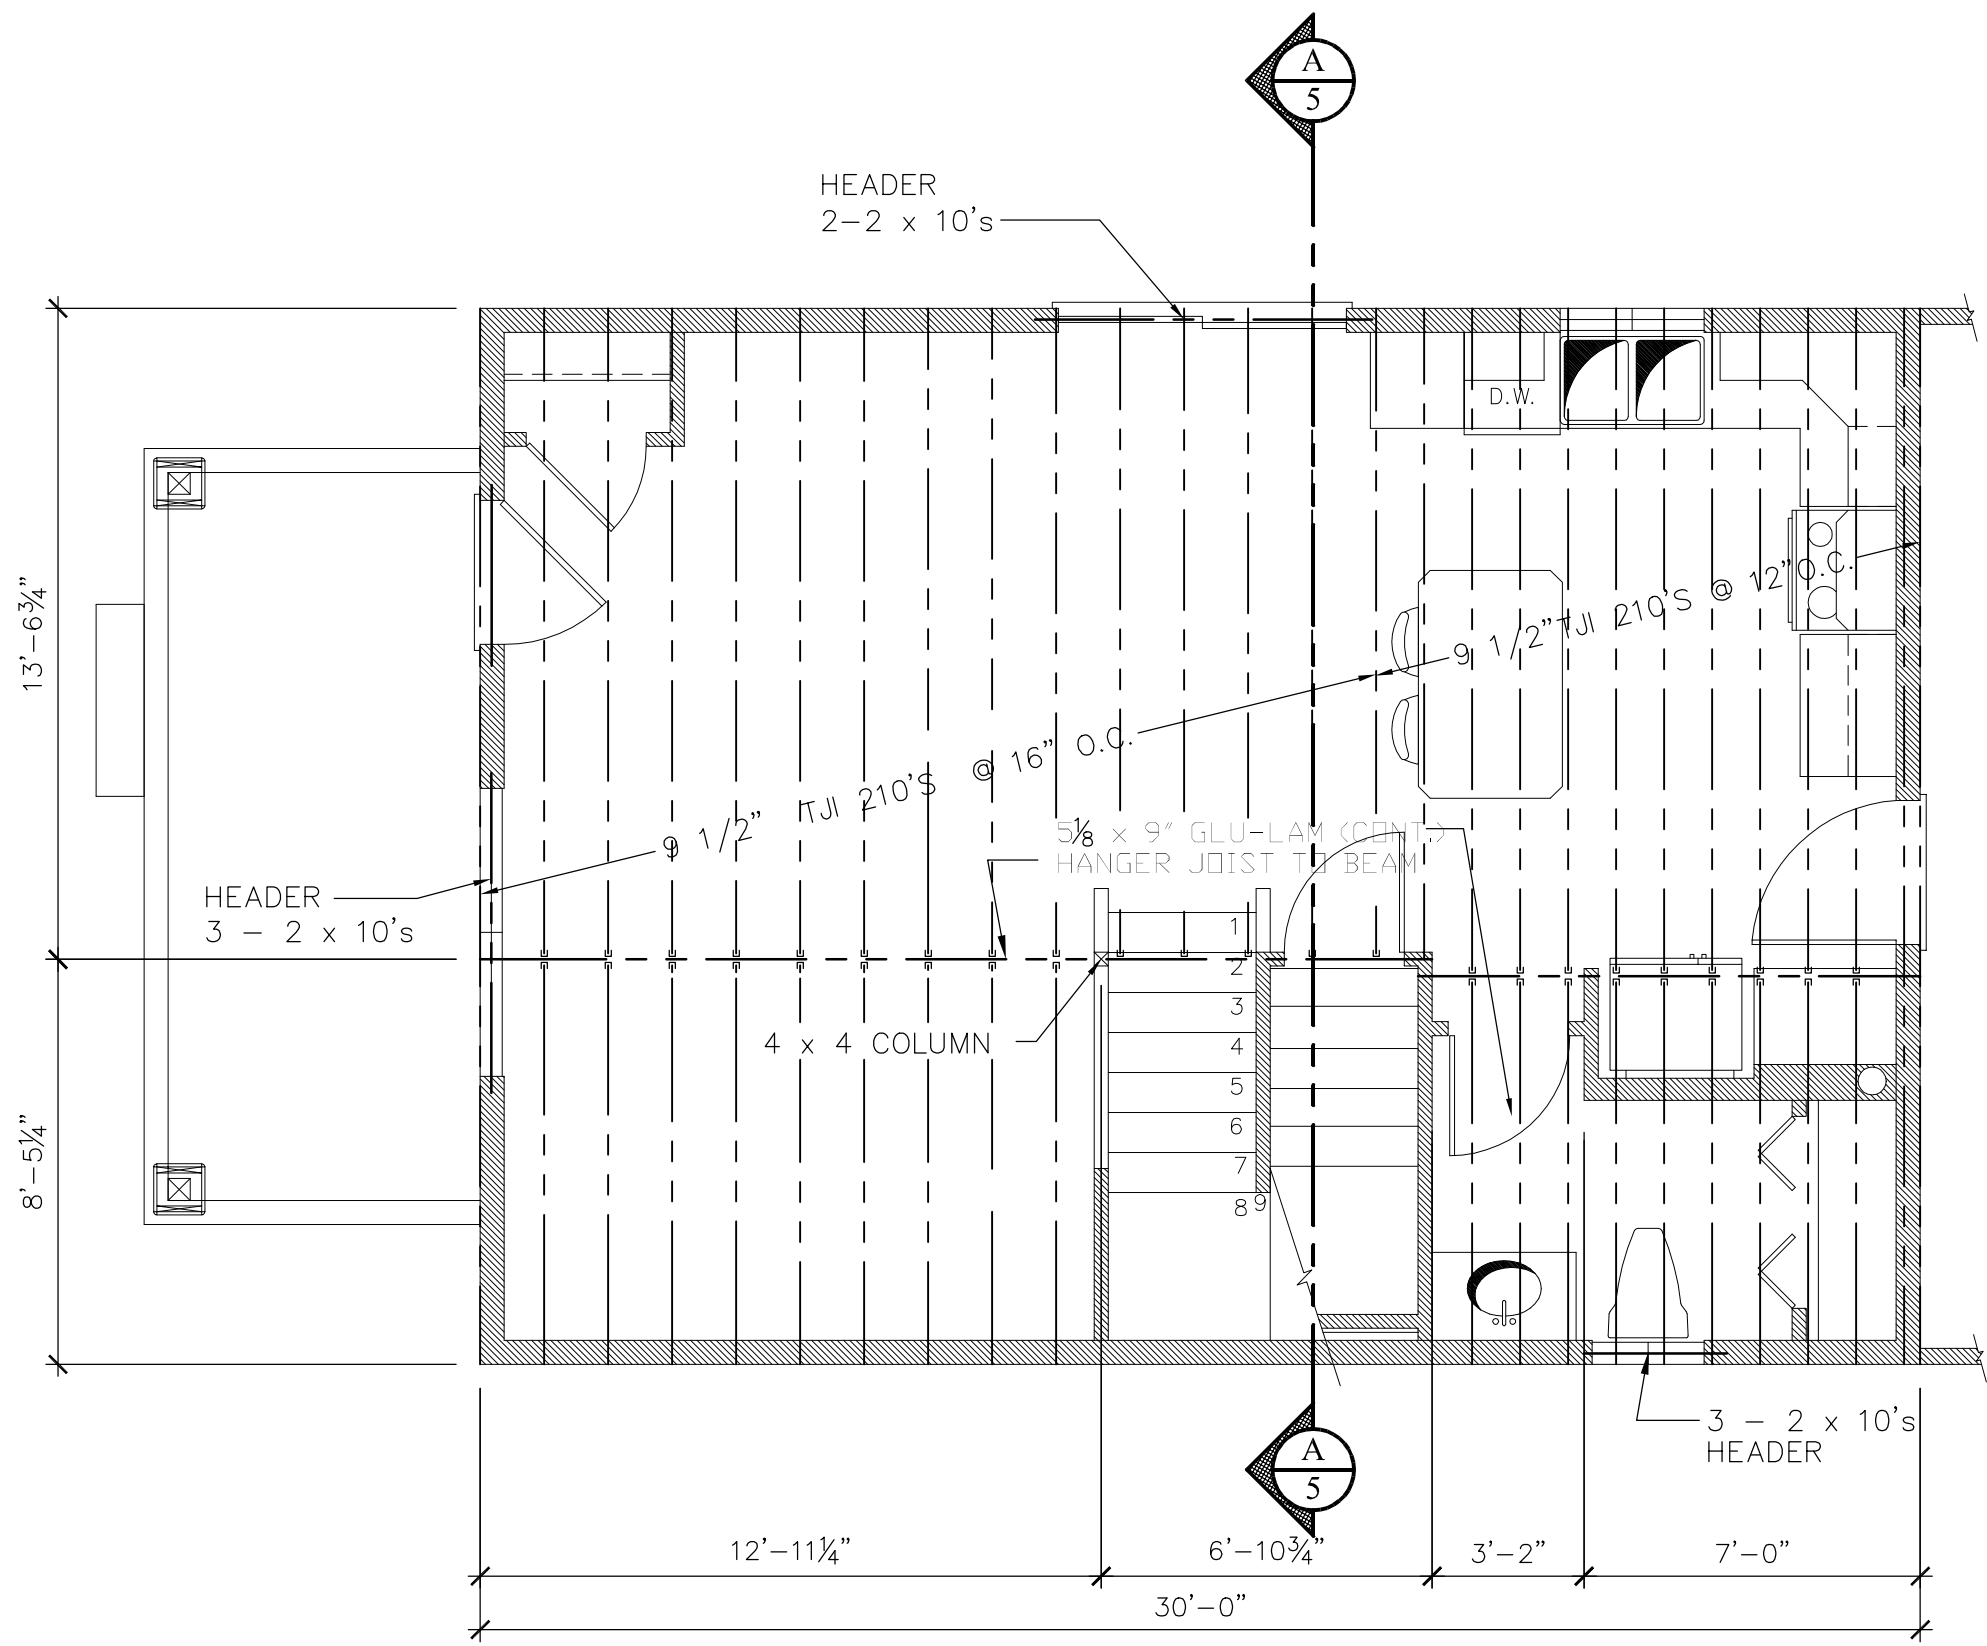 A
5
HEADER
2-2 x 10's
D.W.
13'-6¾"
9 1/2" TJI 210'S @ 12" O.C.
9 1/2" TJI 210'S @ 16" O.C.
5⅛ x 9" GLU-LAM (CONT.)
HANGER JOIST TO BEAM
HEADER
3 - 2 x 10's
1
2
3
4
5
6
7
8
9
4 x 4 COLUMN
8'-5¼"
3 - 2 x 10's
HEADER
A
5
12'-11¼"
6'-10¾"
3'-2"
7'-0"
30'-0"